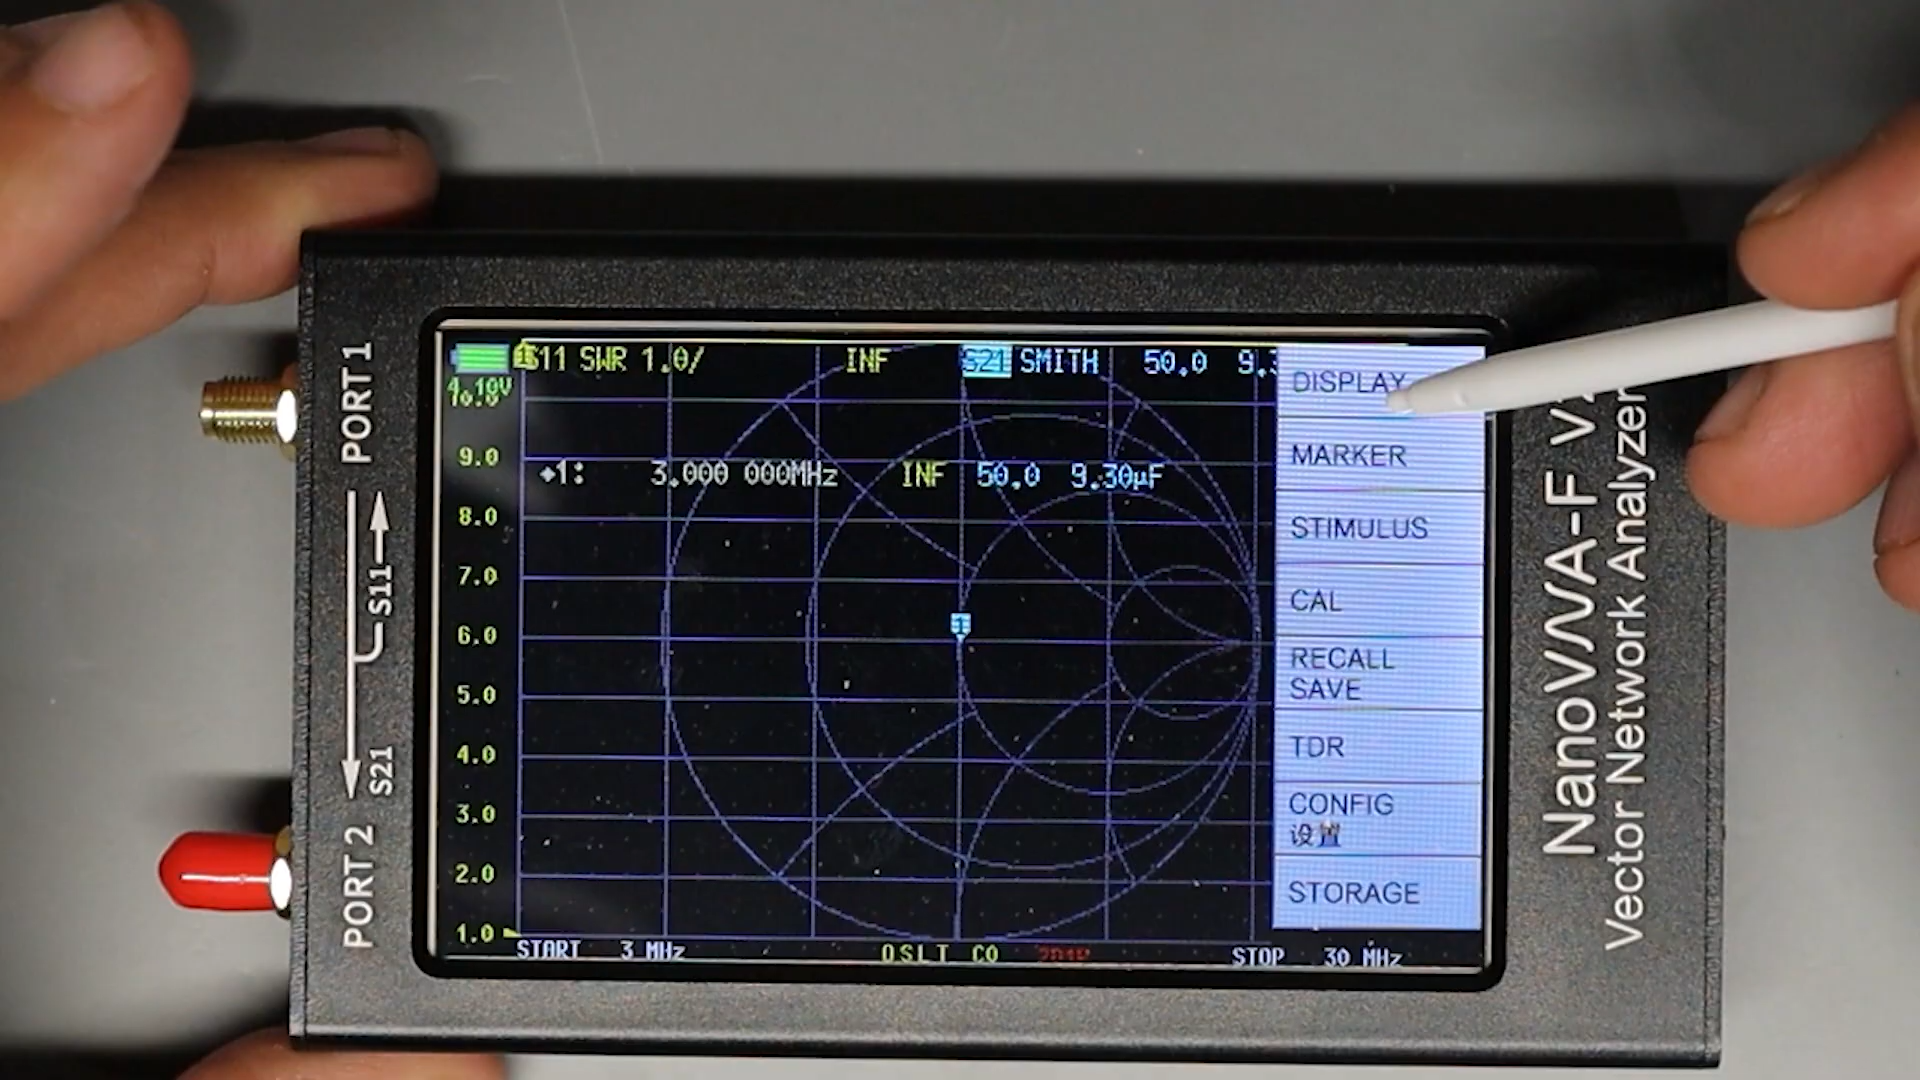 S11 SWR 1.0/ INF S21 SMITH 50.0
4.19V
9.0
8.0
7.0
6.0
5.0
4.0
3.0
2.0
1.0
1: 3.000 000MHz INF 50.0 9.30µF
1
START 3 MHz OSLT C0 STOP 30 MHz
DISPLAY
MARKER
STIMULUS
CAL
RECALL
SAVE
TDR
CONFIG
设置
STORAGE
PORT 1
S11
S21
PORT 2
NanoVNA-F
Vector Network Analyzer